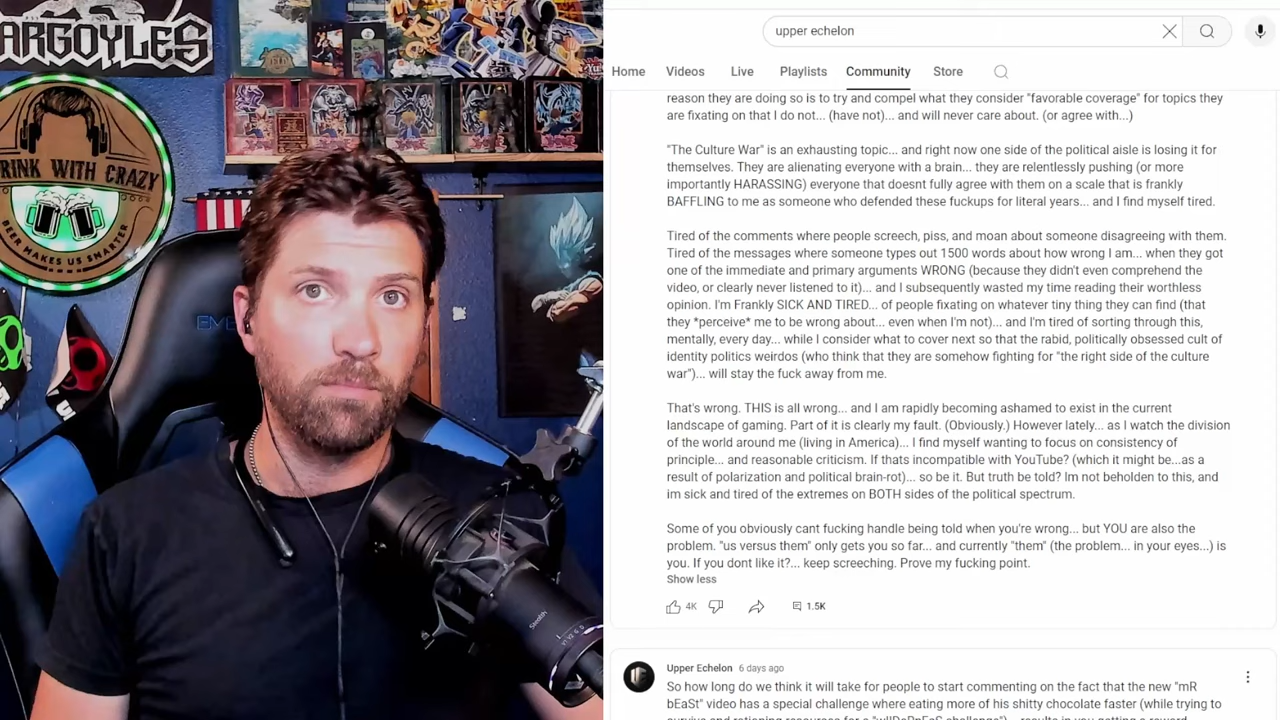 ARGOYLES
DRINK WITH CRAZY
BEER MAKES US SMARTER
upper echelon
Home Videos Live Playlists Community Store
reason they are doing so is to try and compel what they consider "favorable coverage" for topics they
are fixating on that I do not... (have not)... and will never care about. (or agree with...)
"The Culture War" is an exhausting topic... and right now one side of the political aisle is losing it for
themselves. They are alienating everyone with a brain... they are relentlessly pushing (or more
importantly HARASSING) everyone that doesnt fully agree with them on a scale that is frankly
BAFFLING to me as someone who defended these fuckups for literal years... and I find myself tired.
Tired of the comments where people screech, piss, and moan about someone disagreeing with them.
Tired of the messages where someone types out 1500 words about how wrong I am... when they got
one of the immediate and primary arguments WRONG (because they didn't even comprehend the
video, or clearly never listened to it)... and I subsequently wasted my time reading their worthless
opinion. I'm Frankly SICK AND TIRED... of people fixating on whatever tiny thing they can find (that
they *perceive* me to be wrong about... even when I'm not)... and I'm tired of sorting through this,
mentally, every day... while I consider what to cover next so that the rabid, politically obsessed cult of
identity politics weirdos (who think that they are somehow fighting for "the right side of the culture
war")... will stay the fuck away from me.
That's wrong. THIS is all wrong... and I am rapidly becoming ashamed to exist in the current
landscape of gaming. Part of it is clearly my fault. (Obviously.) However lately... as I watch the division
of the world around me (living in America)... I find myself wanting to focus on consistency of
principle... and reasonable criticism. If thats incompatible with YouTube? (which it might be...as a
result of polarization and political brain-rot)... so be it. But truth be told? Im not beholden to this, and
im sick and tired of the extremes on BOTH sides of the political spectrum.
Some of you obviously cant fucking handle being told when you're wrong... but YOU are also the
problem. "us versus them" only gets you so far... and currently "them" (the problem... in your eyes...) is
you. If you dont like it?... keep screeching. Prove my fucking point.
Show less
4K 1.5K
Upper Echelon 6 days ago
So how long do we think it will take for people to start commenting on the fact that the new "mR
bEaSt" video has a special challenge where eating more of his shitty chocolate faster (while trying to